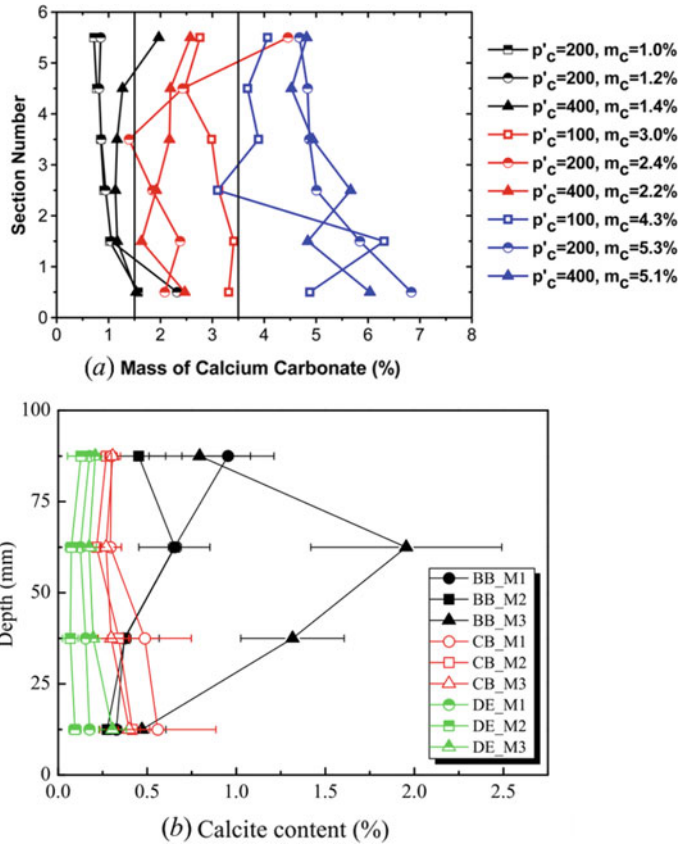 6
5
4
3
2
1
0
Section Number
0 1 2 3 4 5 6 7 8
(a) Mass of Calcium Carbonate (%)
p'c=200, mc=1.0%
p'c=200, mc=1.2%
p'c=400, mc=1.4%
p'c=100, mc=3.0%
p'c=200, mc=2.4%
p'c=400, mc=2.2%
p'c=100, mc=4.3%
p'c=200, mc=5.3%
p'c=400, mc=5.1%
100
75
50
25
0
Depth (mm)
BB_M1
BB_M2
BB_M3
CB_M1
CB_M2
CB_M3
DE_M1
DE_M2
DE_M3
0.0 0.5 1.0 1.5 2.0 2.5
(b) Calcite content (%)